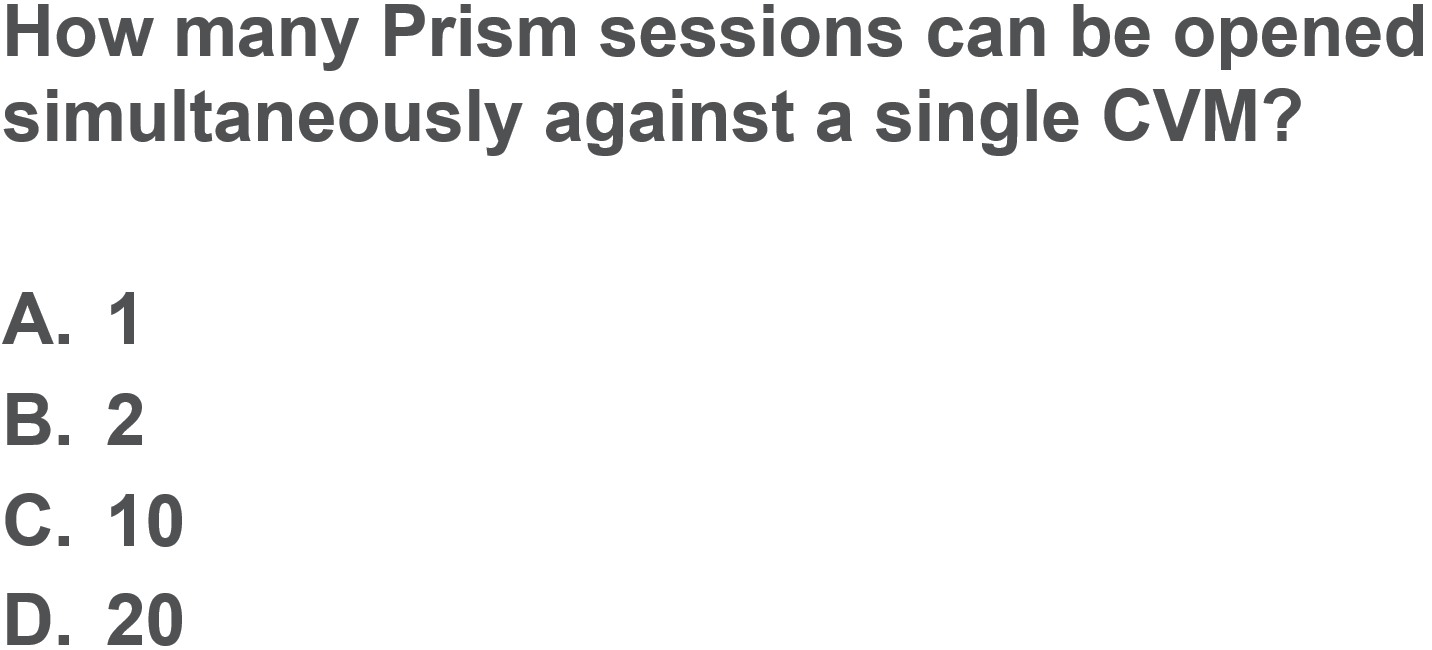 How many Prism sessions can be opened
simultaneously against a single CVM?
A. 1
B. 2
C. 10
D. 20